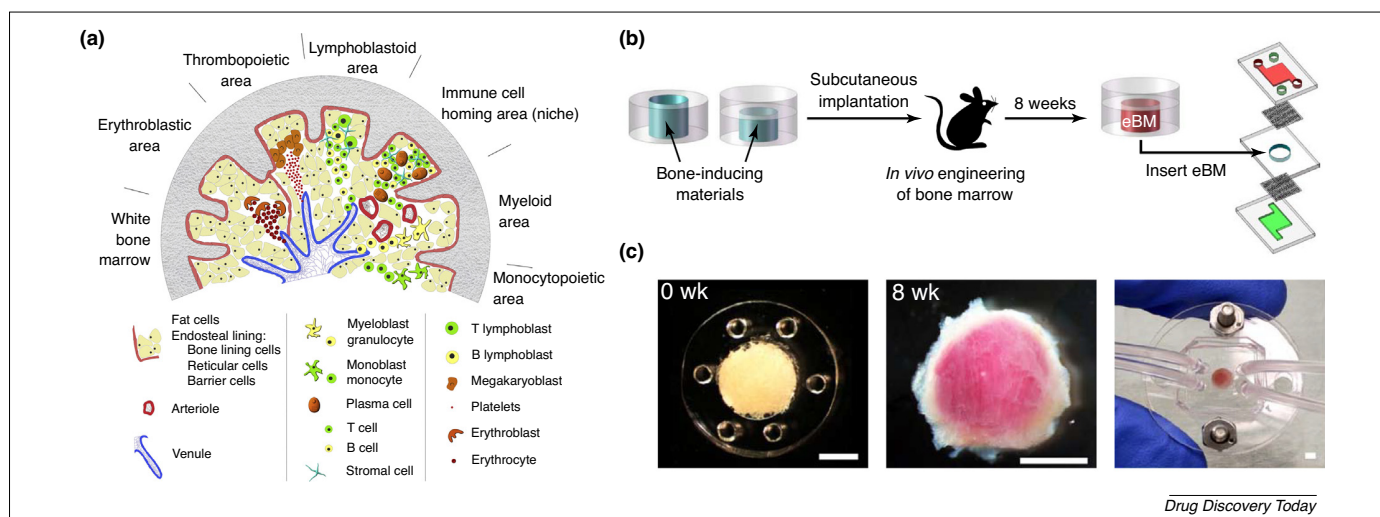 (a)
Lymphoblastoid
area
Thrombopoietic
area
Immune cell
homing area (niche)
Erythroblastic
area
Myeloid
area
White
bone
marrow
Monocytopoietic
area
Fat cells
Endosteal lining:
Bone lining cells
Reticular cells
Barrier cells
Arteriole
Venule
Myeloblast
granulocyte
Monoblast
monocyte
Plasma cell
T cell
B cell
Stromal cell
T lymphoblast
B lymphoblast
Megakaryoblast
Platelets
Erythroblast
Erythrocyte
(b)
Bone-inducing
materials
Subcutaneous
implantation
In vivo engineering
of bone marrow
8 weeks
eBM
Insert eBM
(c)
0 wk
8 wk
Drug Discovery Today